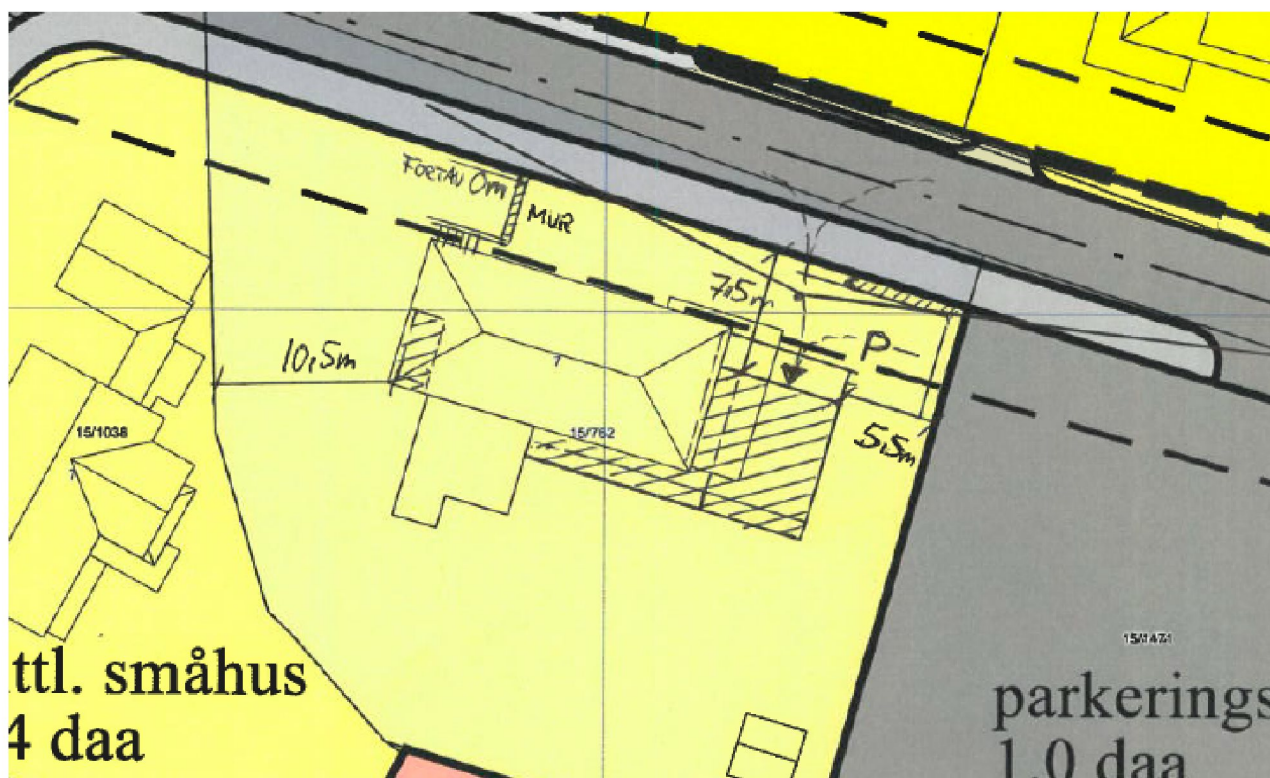 FORTAU 0m
MUR
7,5m
10,5m
P
5,5m
15/1038
15/762
15/1471
ttl. småhus
4 daa
parkerings
1.0 daa